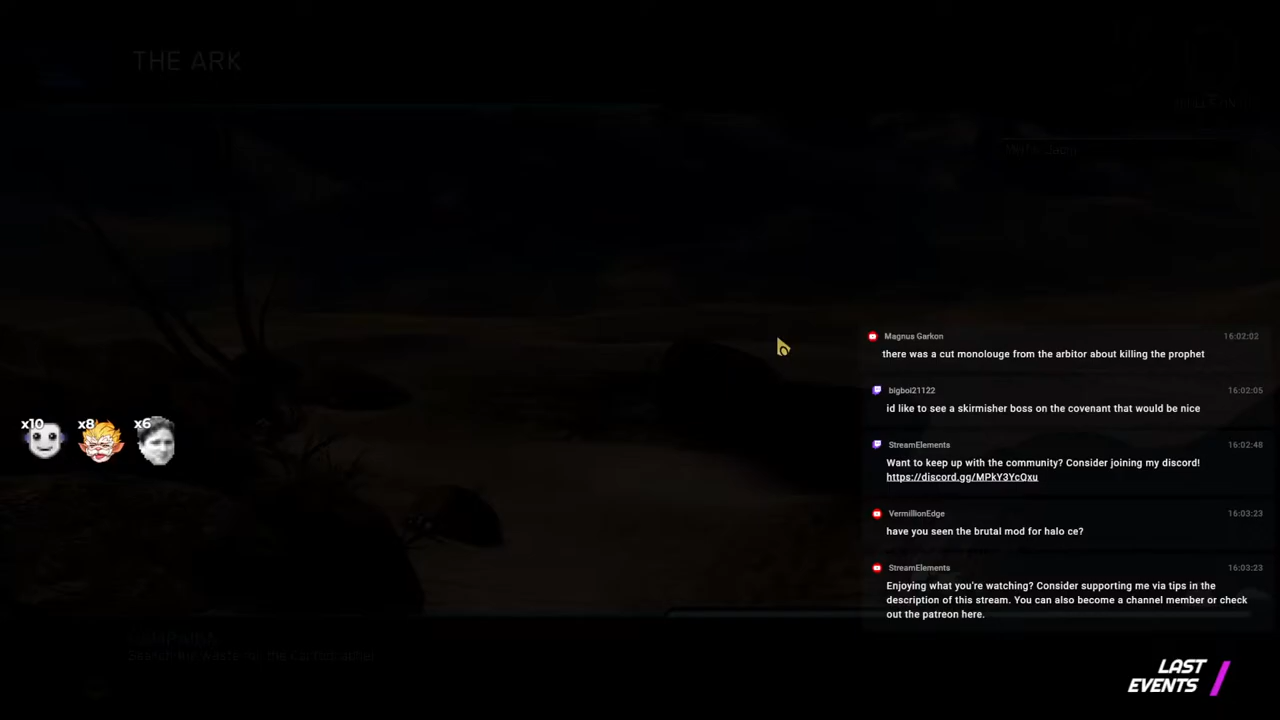 THE ARK
Magnus Garkon 16:02:02
there was a cut monolouge from the arbitor about killing the prophet
bigboi21122 16:02:05
id like to see a skirmisher boss on the covenant that would be nice
x10 x8 x6
StreamElements 16:02:48
Want to keep up with the community? Consider joining my discord!
https://discord.gg/MPkY3YcQxu
VermillionEdge 16:03:23
have you seen the brutal mod for halo ce?
StreamElements 16:03:23
Enjoying what you're watching? Consider supporting me via tips in the
description of this stream. You can also become a channel member or check
out the patreon here.
LAST
EVENTS